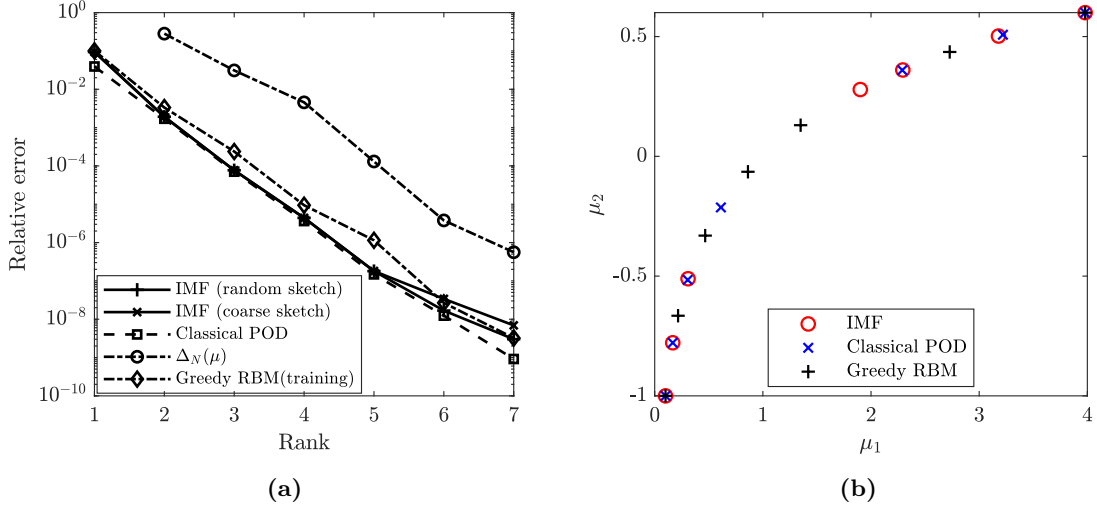 10^0
10^-2
10^-4
10^-6
10^-8
10^-10
Relative error
IMF (random sketch)
IMF (coarse sketch)
Classical POD
Δ_N(μ)
Greedy RBM(training)
1 2 3 4 5 6 7
Rank
(a)
0.5
0
-0.5
-1
μ_2
IMF
Classical POD
Greedy RBM
0 1 2 3 4
μ_1
(b)